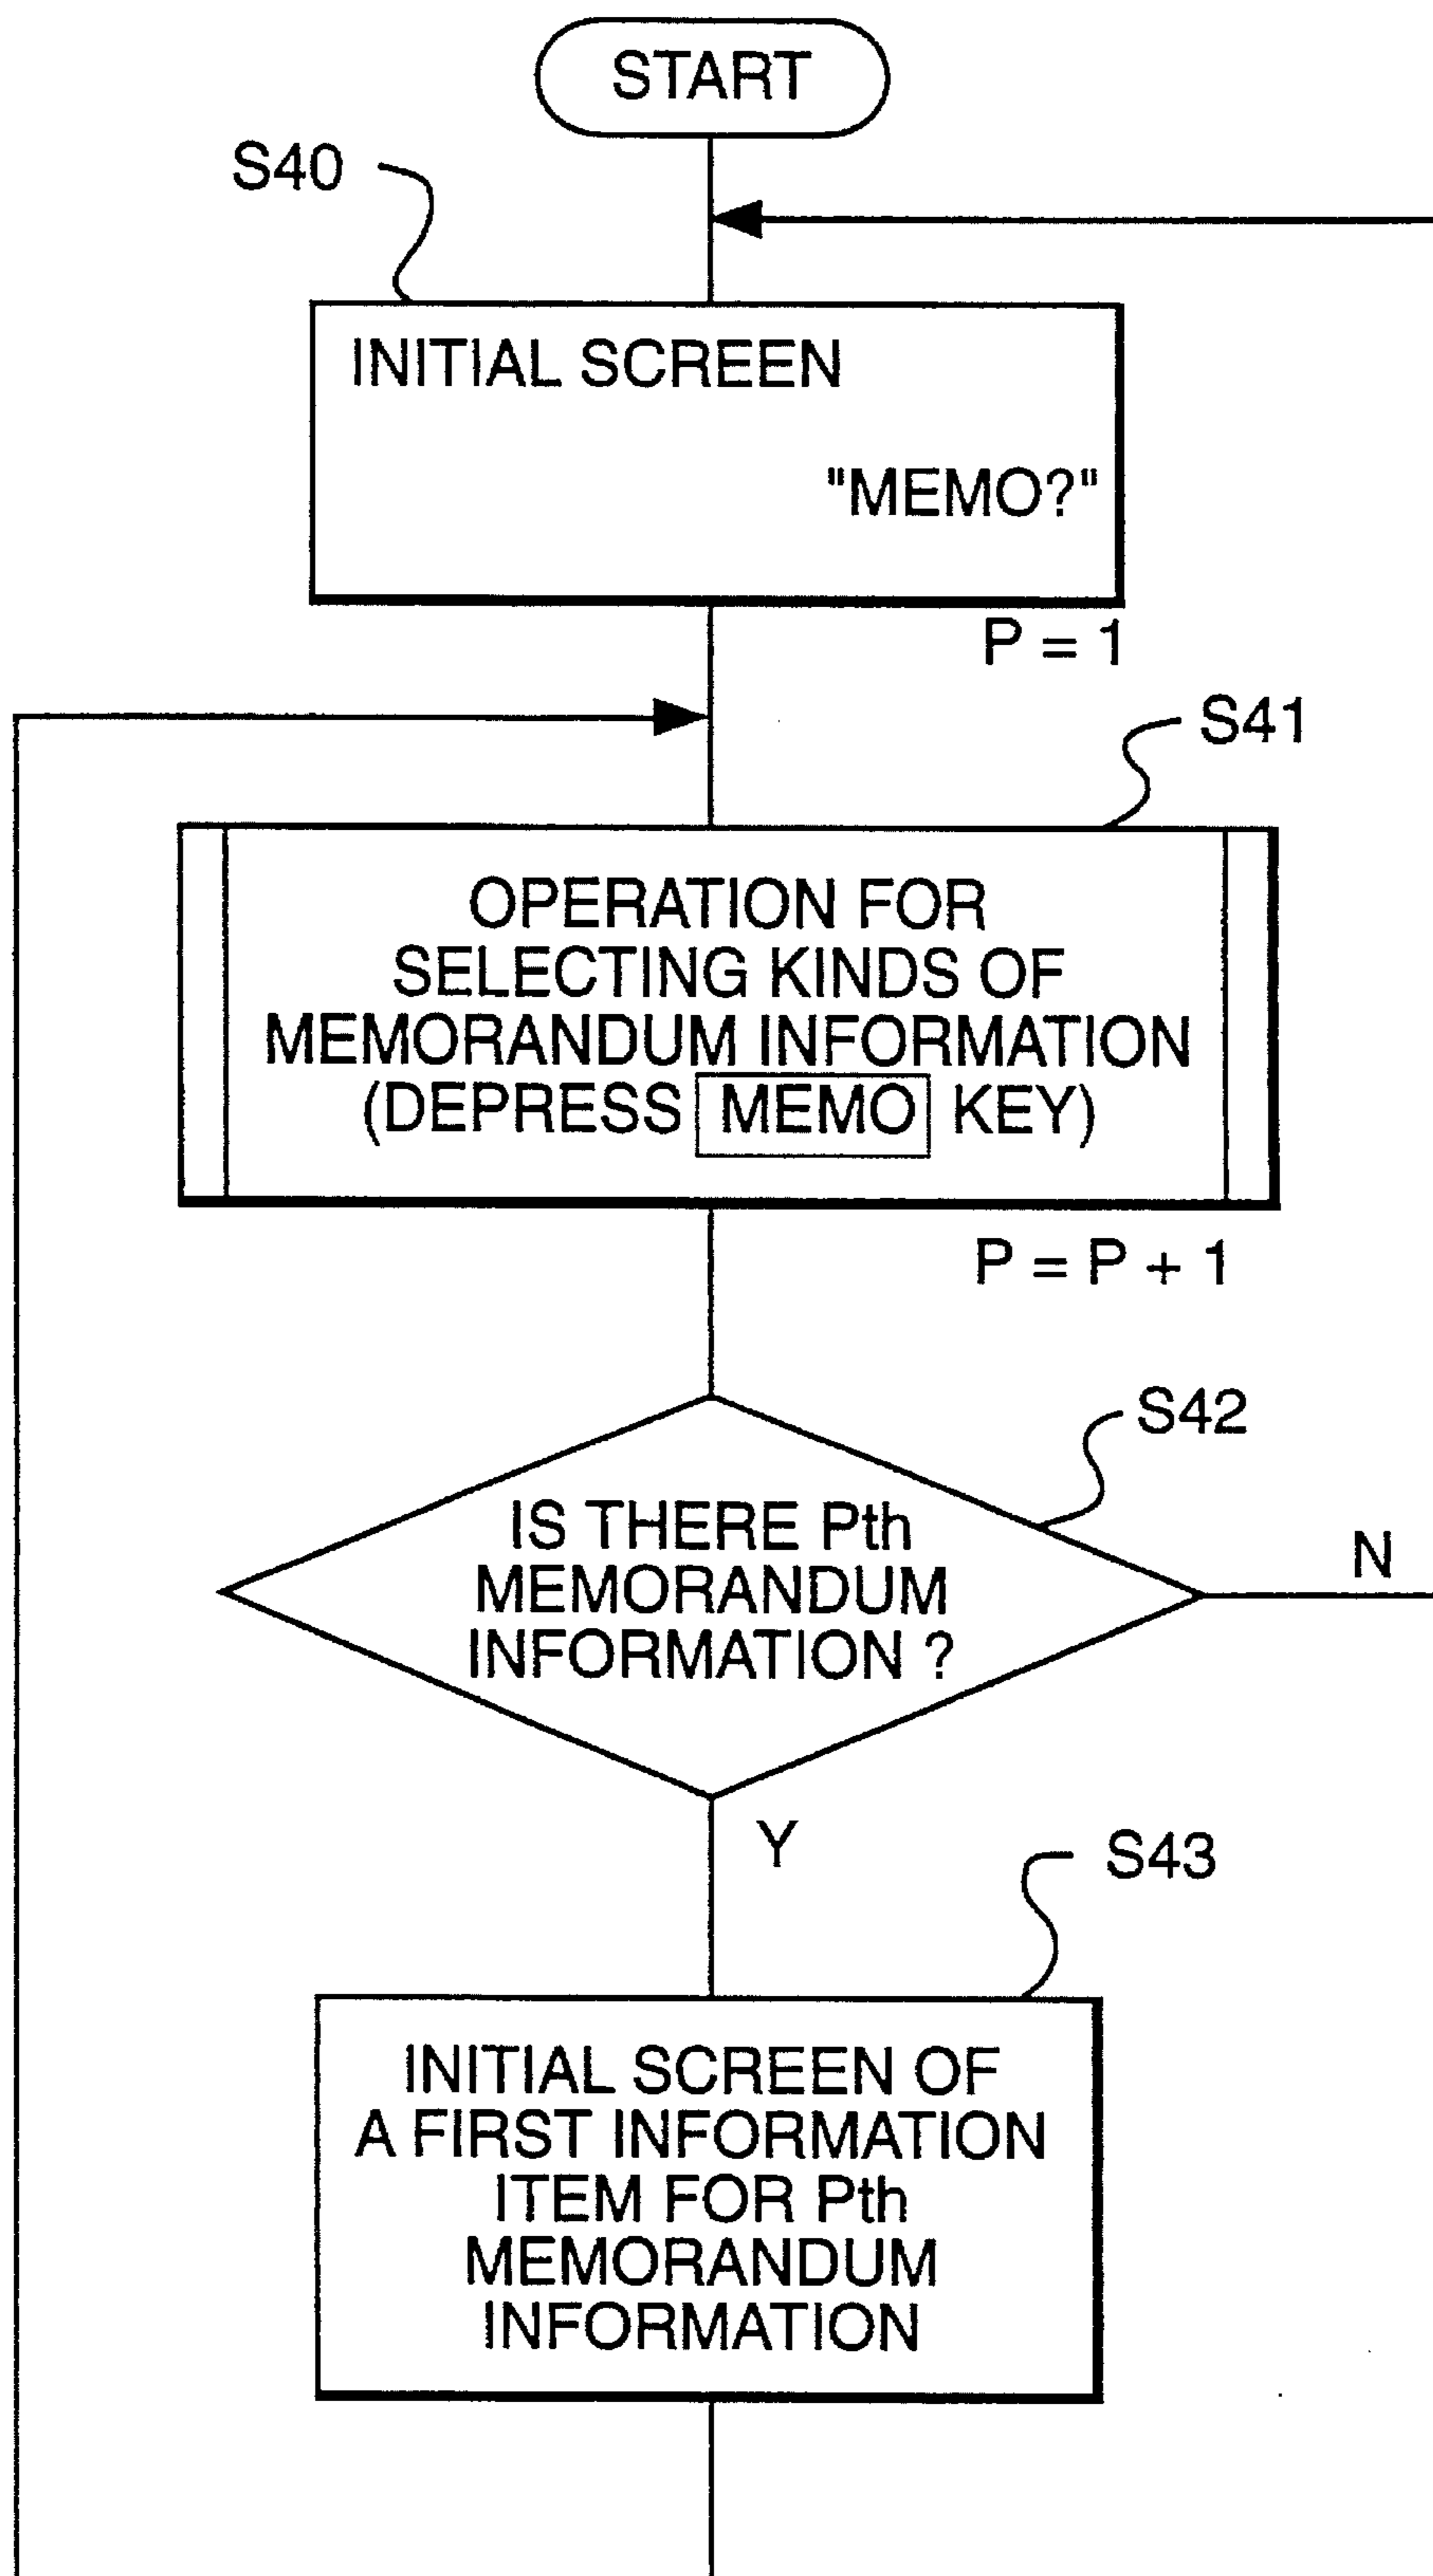 START
S40
INITIAL SCREEN
"MEMO?"
P = 1
S41
OPERATION FOR
SELECTING KINDS OF
MEMORANDUM INFORMATION
(DEPRESS MEMO KEY)
P = P + 1
S42
IS THERE Pth
MEMORANDUM
INFORMATION ?
N
Y
S43
INITIAL SCREEN OF
A FIRST INFORMATION
ITEM FOR Pth
MEMORANDUM
INFORMATION